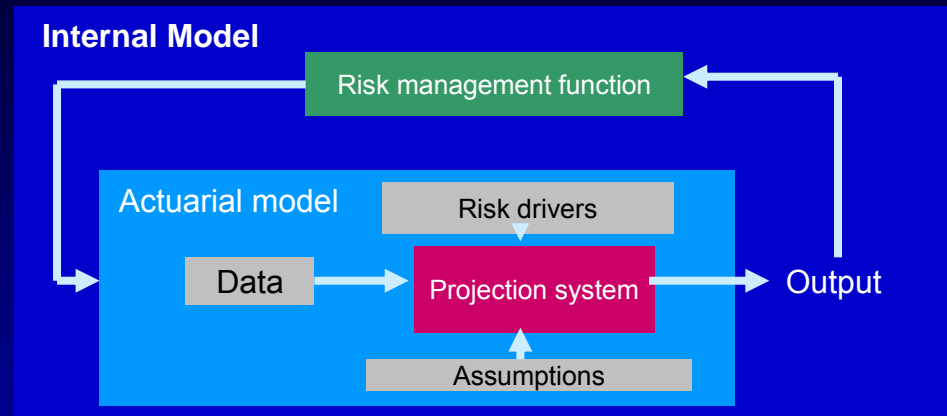 Internal Model
Risk management function
Actuarial model
Risk drivers
Data
Projection system
Output
Assumptions